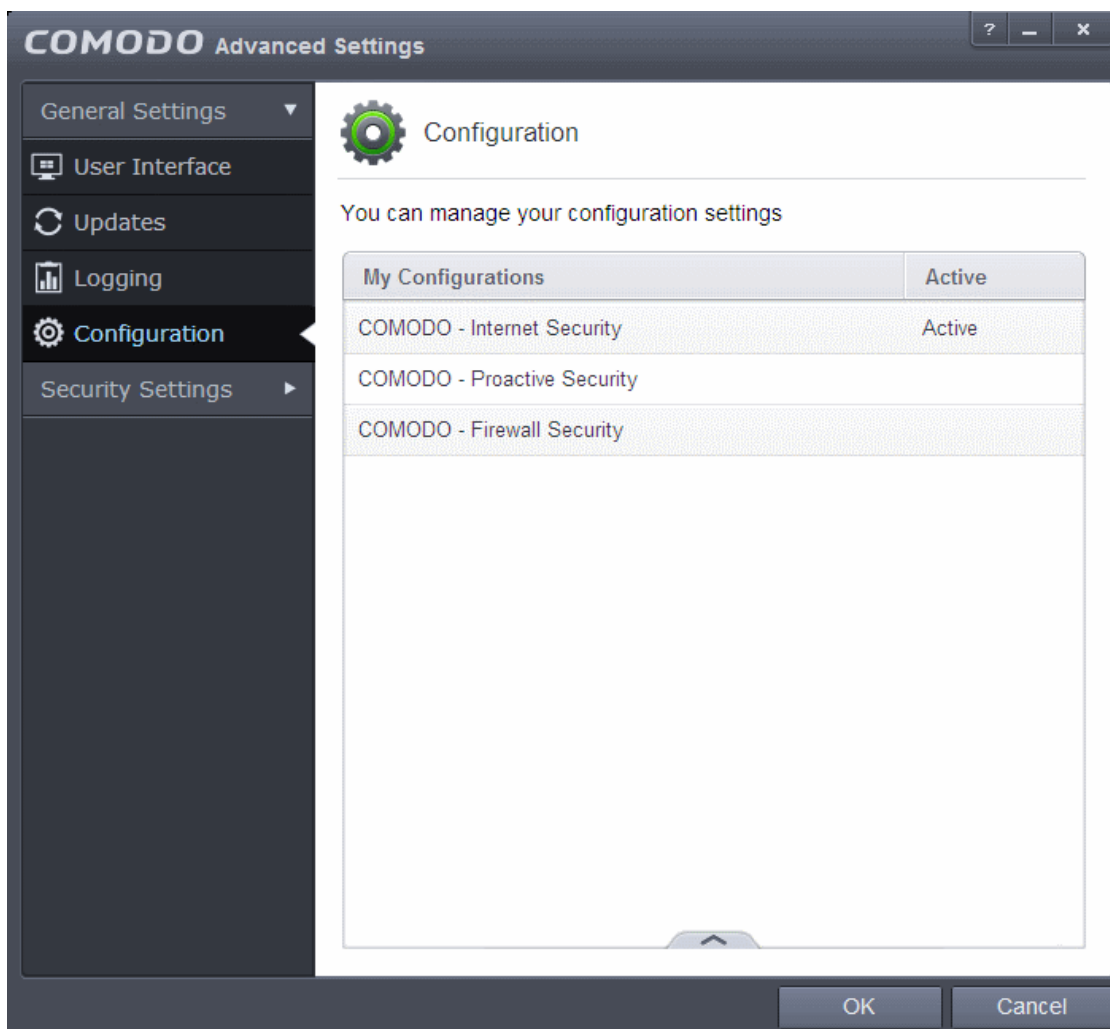 COMODO Advanced Settings
?
General Settings
User Interface
Updates
Logging
Configuration
Security Settings
Configuration
You can manage your configuration settings
My Configurations Active
COMODO - Internet Security Active
COMODO - Proactive Security
COMODO - Firewall Security
OK Cancel